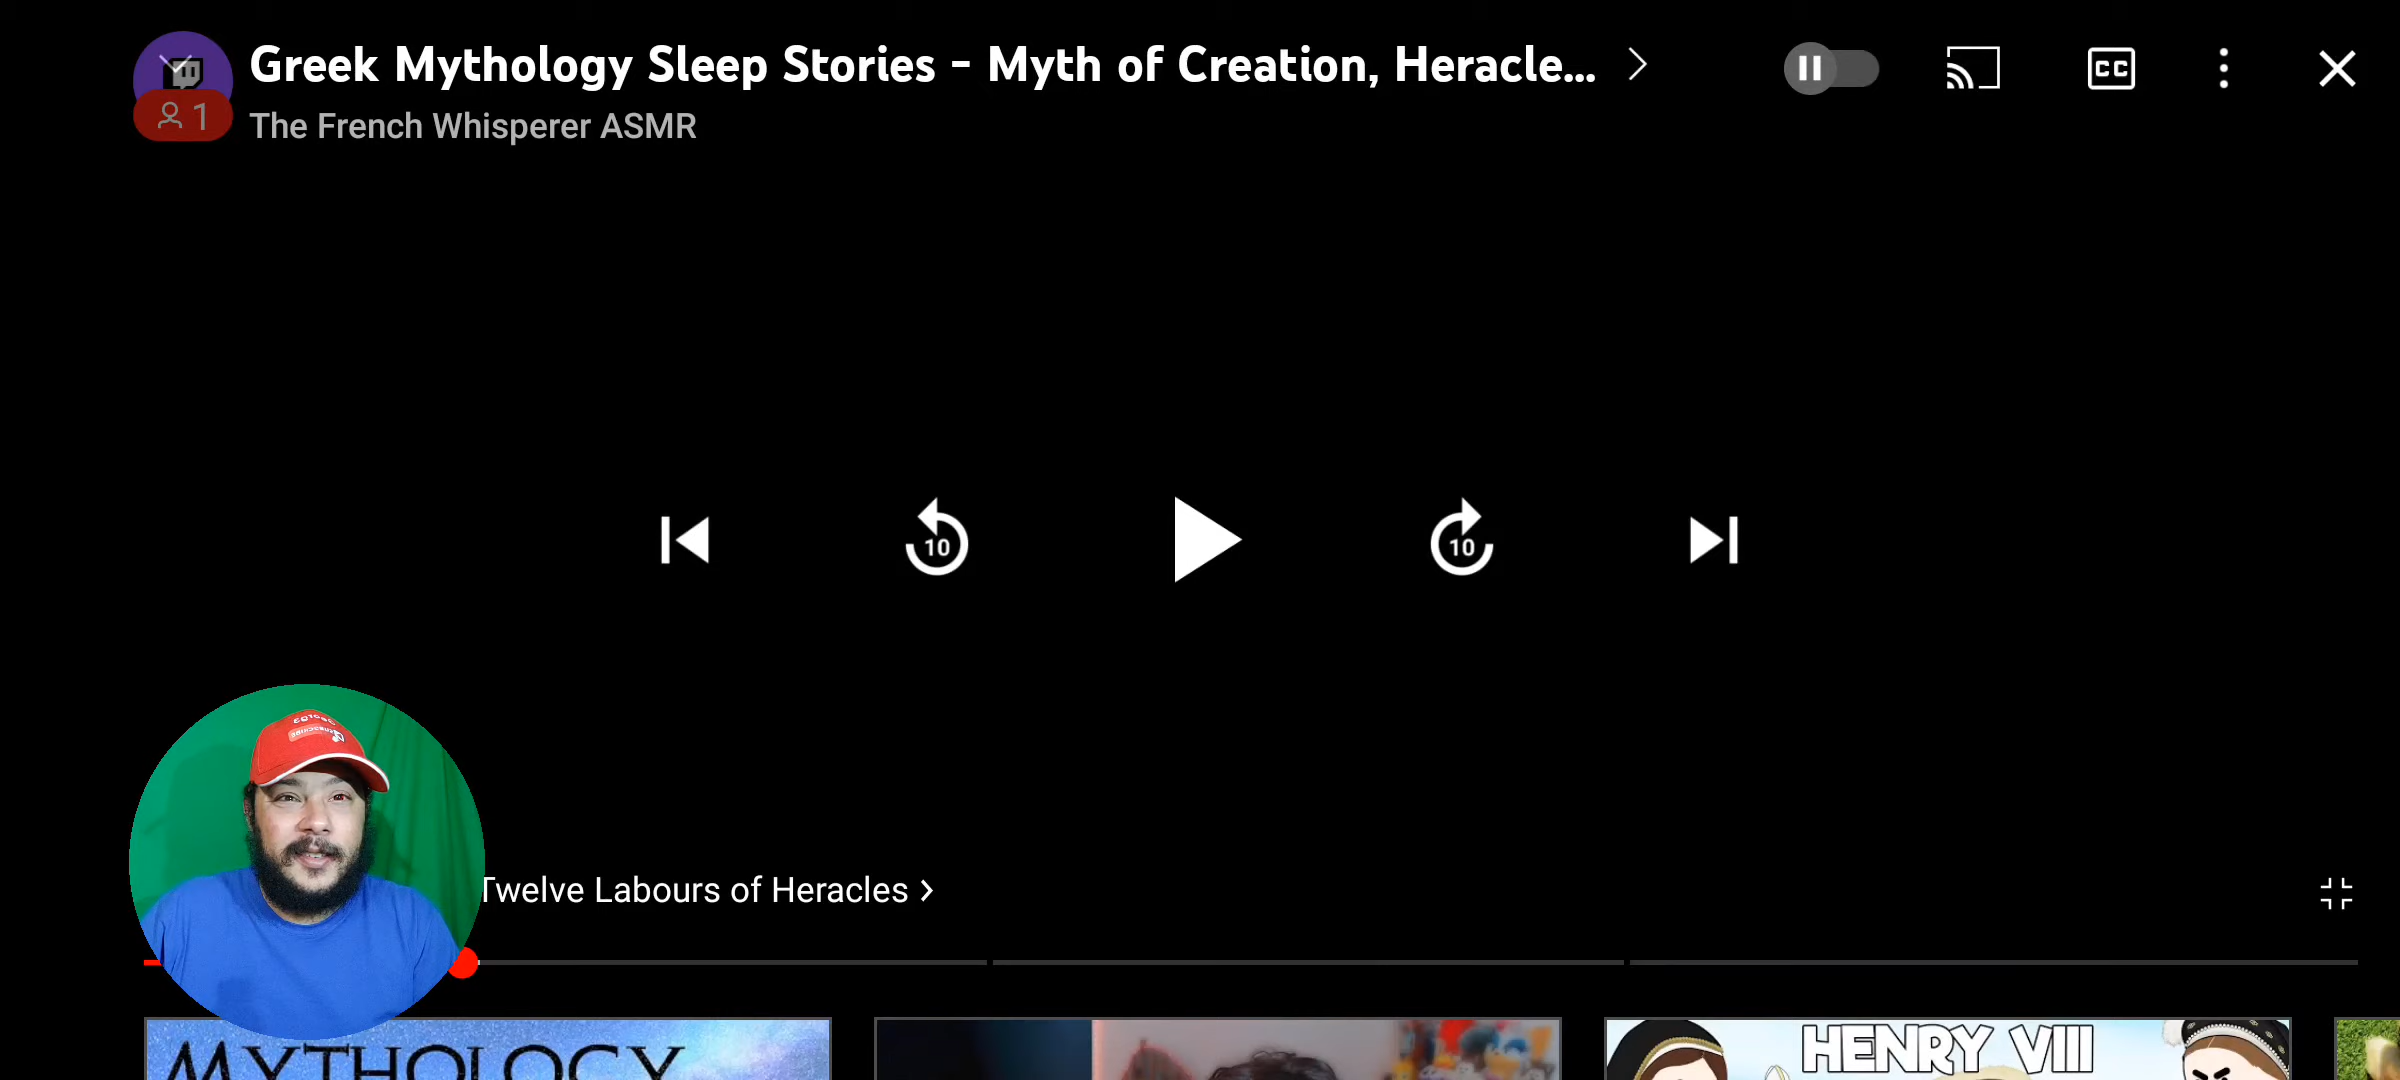 Greek Mythology Sleep Stories - Myth of Creation, Heracle...
The French Whisperer ASMR
1
CC
10
10
Twelve Labours of Heracles
MYTHOLOGY
HENRY VIII